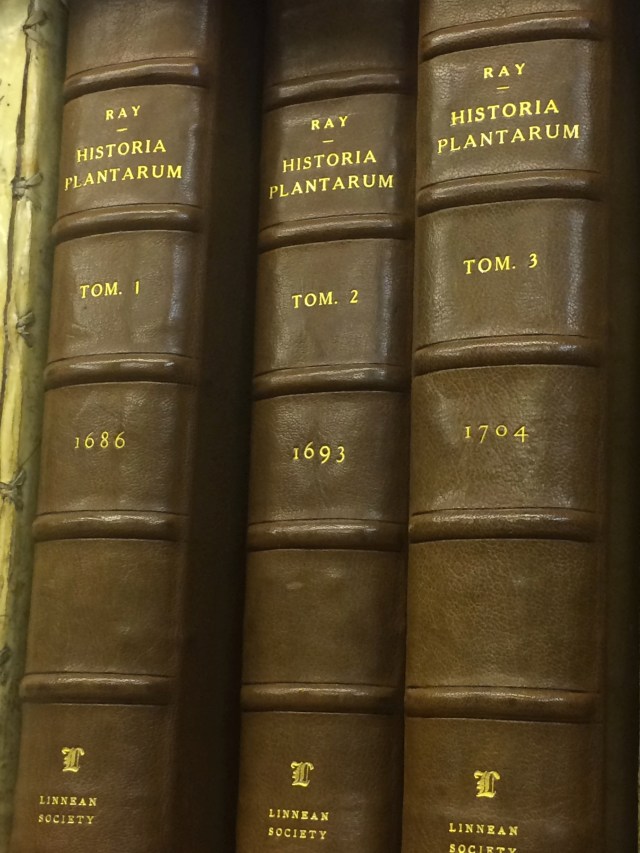 RAY
HISTORIA
PLANTARUM
TOM. 1
1686
L
LINNEAN
SOCIETY
RAY
HISTORIA
PLANTARUM
TOM. 2
1693
L
LINNEAN
SOCIETY
RAY
HISTORIA
PLANTARUM
TOM. 3
1704
L
LINNEAN
SOCIETY